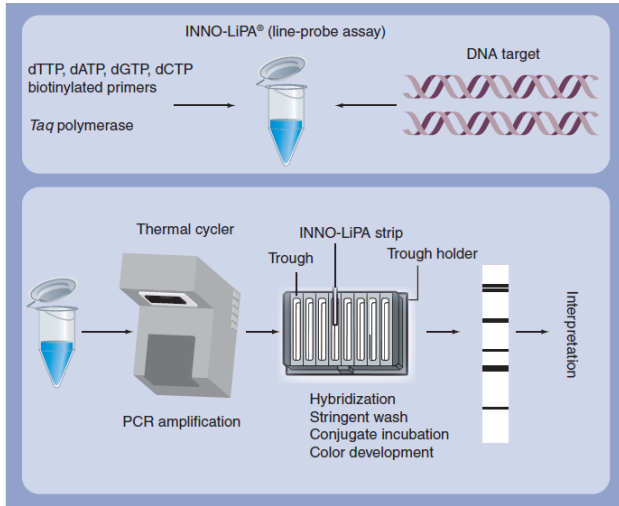 INNO-LiPA® (line-probe assay)
dTTP, dATP, dGTP, dCTP
biotinylated primers
Taq polymerase
DNA target
Thermal cycler
INNO-LiPA strip
Trough
Trough holder
PCR amplification
Hybridization
Stringent wash
Conjugate incubation
Color development
Interpretation